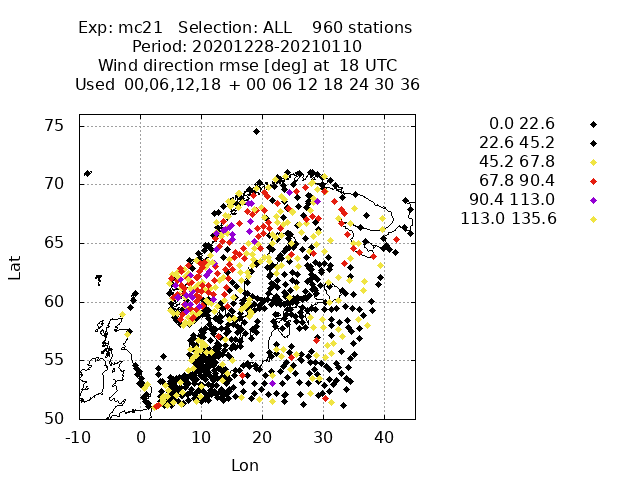 Exp: mc21   Selection: ALL    960 stations
Period: 20201228-20210110
Wind direction rmse [deg] at  18 UTC
Used  00,06,12,18  + 00 06 12 18 24 30 36
0.0 22.6
22.6 45.2
45.2 67.8
67.8 90.4
90.4 113.0
113.0 135.6
75
70
65
60
55
50
Lat
-10 0 10 20 30 40
Lon